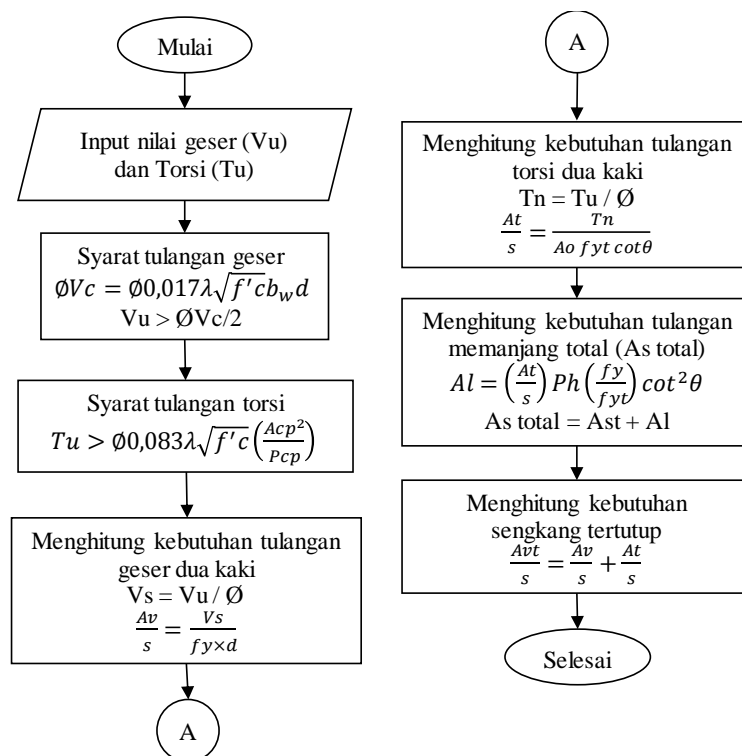 Mulai
Input nilai geser (Vu)
dan Torsi (Tu)
Syarat tulangan geser
ØVc = Ø0,017λ√f'c b_w d
Vu > ØVc/2
Syarat tulangan torsi
Tu > Ø0,083λ√f'c (Acp²/Pcp)
Menghitung kebutuhan tulangan
geser dua kaki
Vs = Vu / Ø
Av/s = Vs/(fy×d)
A
A
Menghitung kebutuhan tulangan
torsi dua kaki
Tn = Tu / Ø
At/s = Tn/(Ao fyt cotθ)
Menghitung kebutuhan tulangan
memanjang total (As total)
Al = (At/s) Ph (fy/fyt) cot²θ
As total = Ast + Al
Menghitung kebutuhan
sengkang tertutup
Avt/s = Av/s + At/s
Selesai